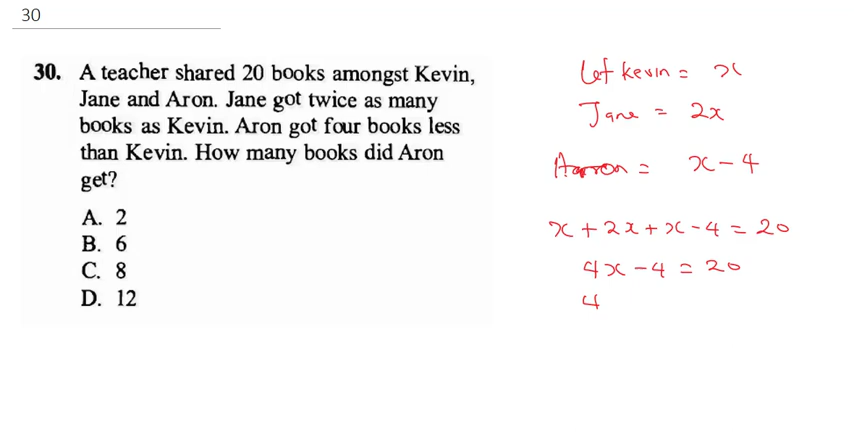 30
30. A teacher shared 20 books amongst Kevin,
Jane and Aron. Jane got twice as many
books as Kevin. Aron got four books less
than Kevin. How many books did Aron
get?
A. 2
B. 6
C. 8
D. 12
Let kevin = x
Jane = 2x
Aaron = x - 4
x + 2x + x - 4 = 20
4x - 4 = 20
4